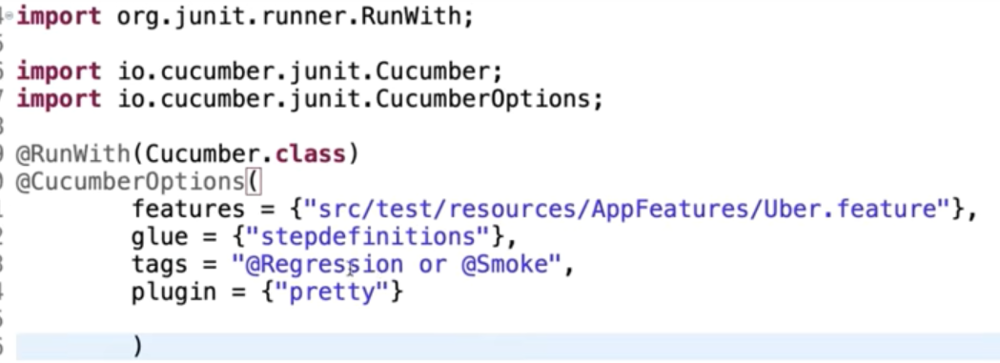 import org.junit.runner.RunWith;
import io.cucumber.junit.Cucumber;
import io.cucumber.junit.CucumberOptions;
@RunWith(Cucumber.class)
@CucumberOptions(
features = {"src/test/resources/AppFeatures/Uber.feature"},
glue = {"stepdefinitions"},
tags = "@Regression or @Smoke",
plugin = {"pretty"}
)